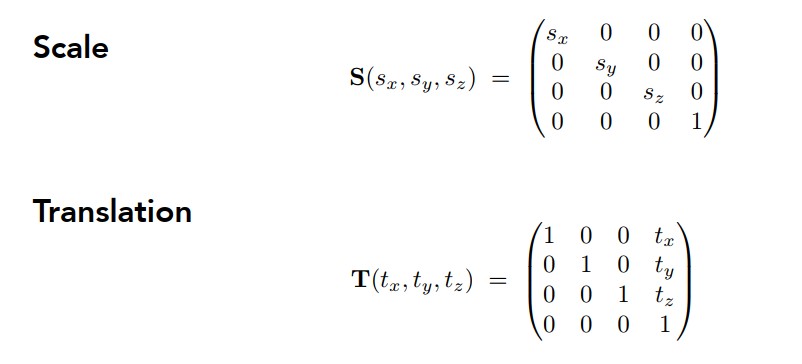 Scale
S(s_x, s_y, s_z) = 
s_x 0 0 0
0 s_y 0 0
0 0 s_z 0
0 0 0 1
Translation
T(t_x, t_y, t_z) = 
1 0 0 t_x
0 1 0 t_y
0 0 1 t_z
0 0 0 1